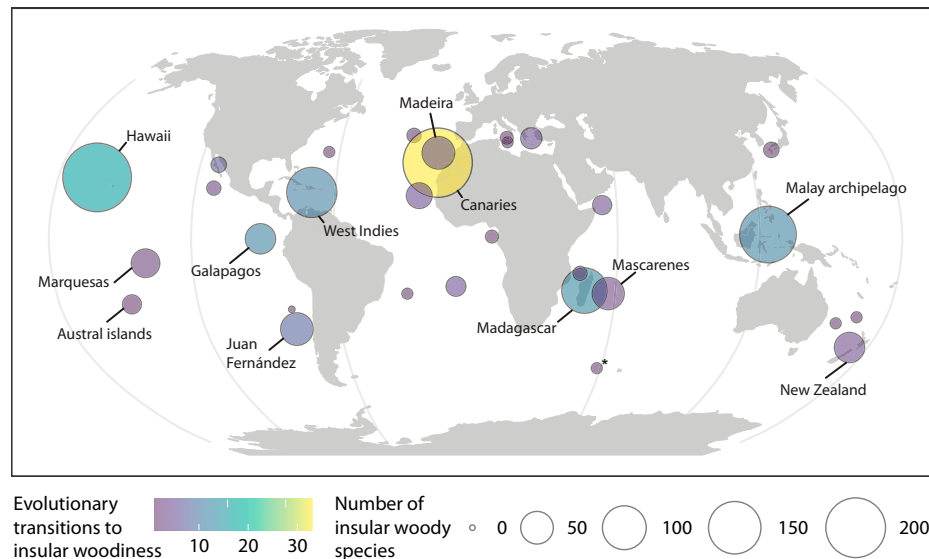 Madeira
Hawaii
Malay archipelago
Canaries
West Indies
Mascarenes
Galapagos
Marquesas
Austral islands
Madagascar
Juan
Fernández
*
New Zealand
Evolutionary
transitions to
insular woodiness
10 20 30
Number of
insular woody
species
0 50 100 150 200